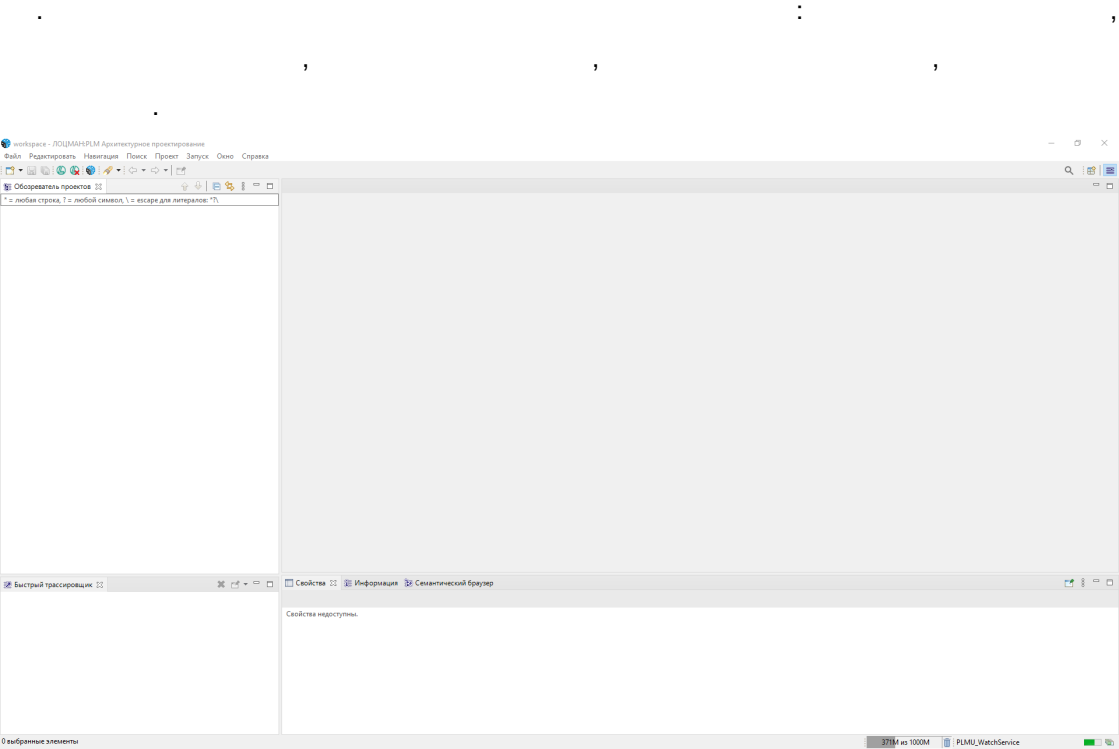 . : ,
, , ,
.
workspace - ЛОЦМАН:PLM Архитектурное проектирование
Файл Редактировать Навигация Поиск Проект Запуск Окно Справка
Обозреватель проектов
* = любая строка, ? = любой символ, \ = escape для литералов: *?\
Быстрый трассировщик
Свойства Информация Семантический браузер
Свойства недоступны.
0 выбранные элементы
371M из 1000M PLMU_WatchService